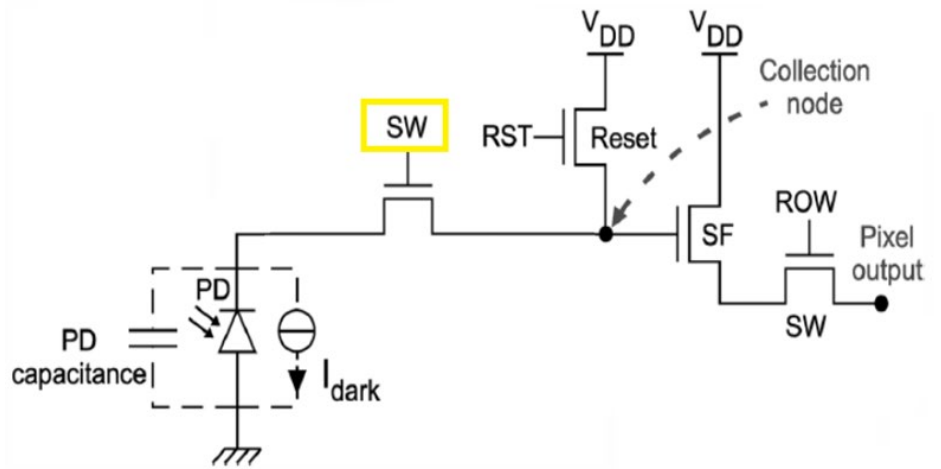 VDD
VDD
Collection
node
SW
RST
Reset
ROW
SF
Pixel
output
PD
SW
PD
capacitance
Idark